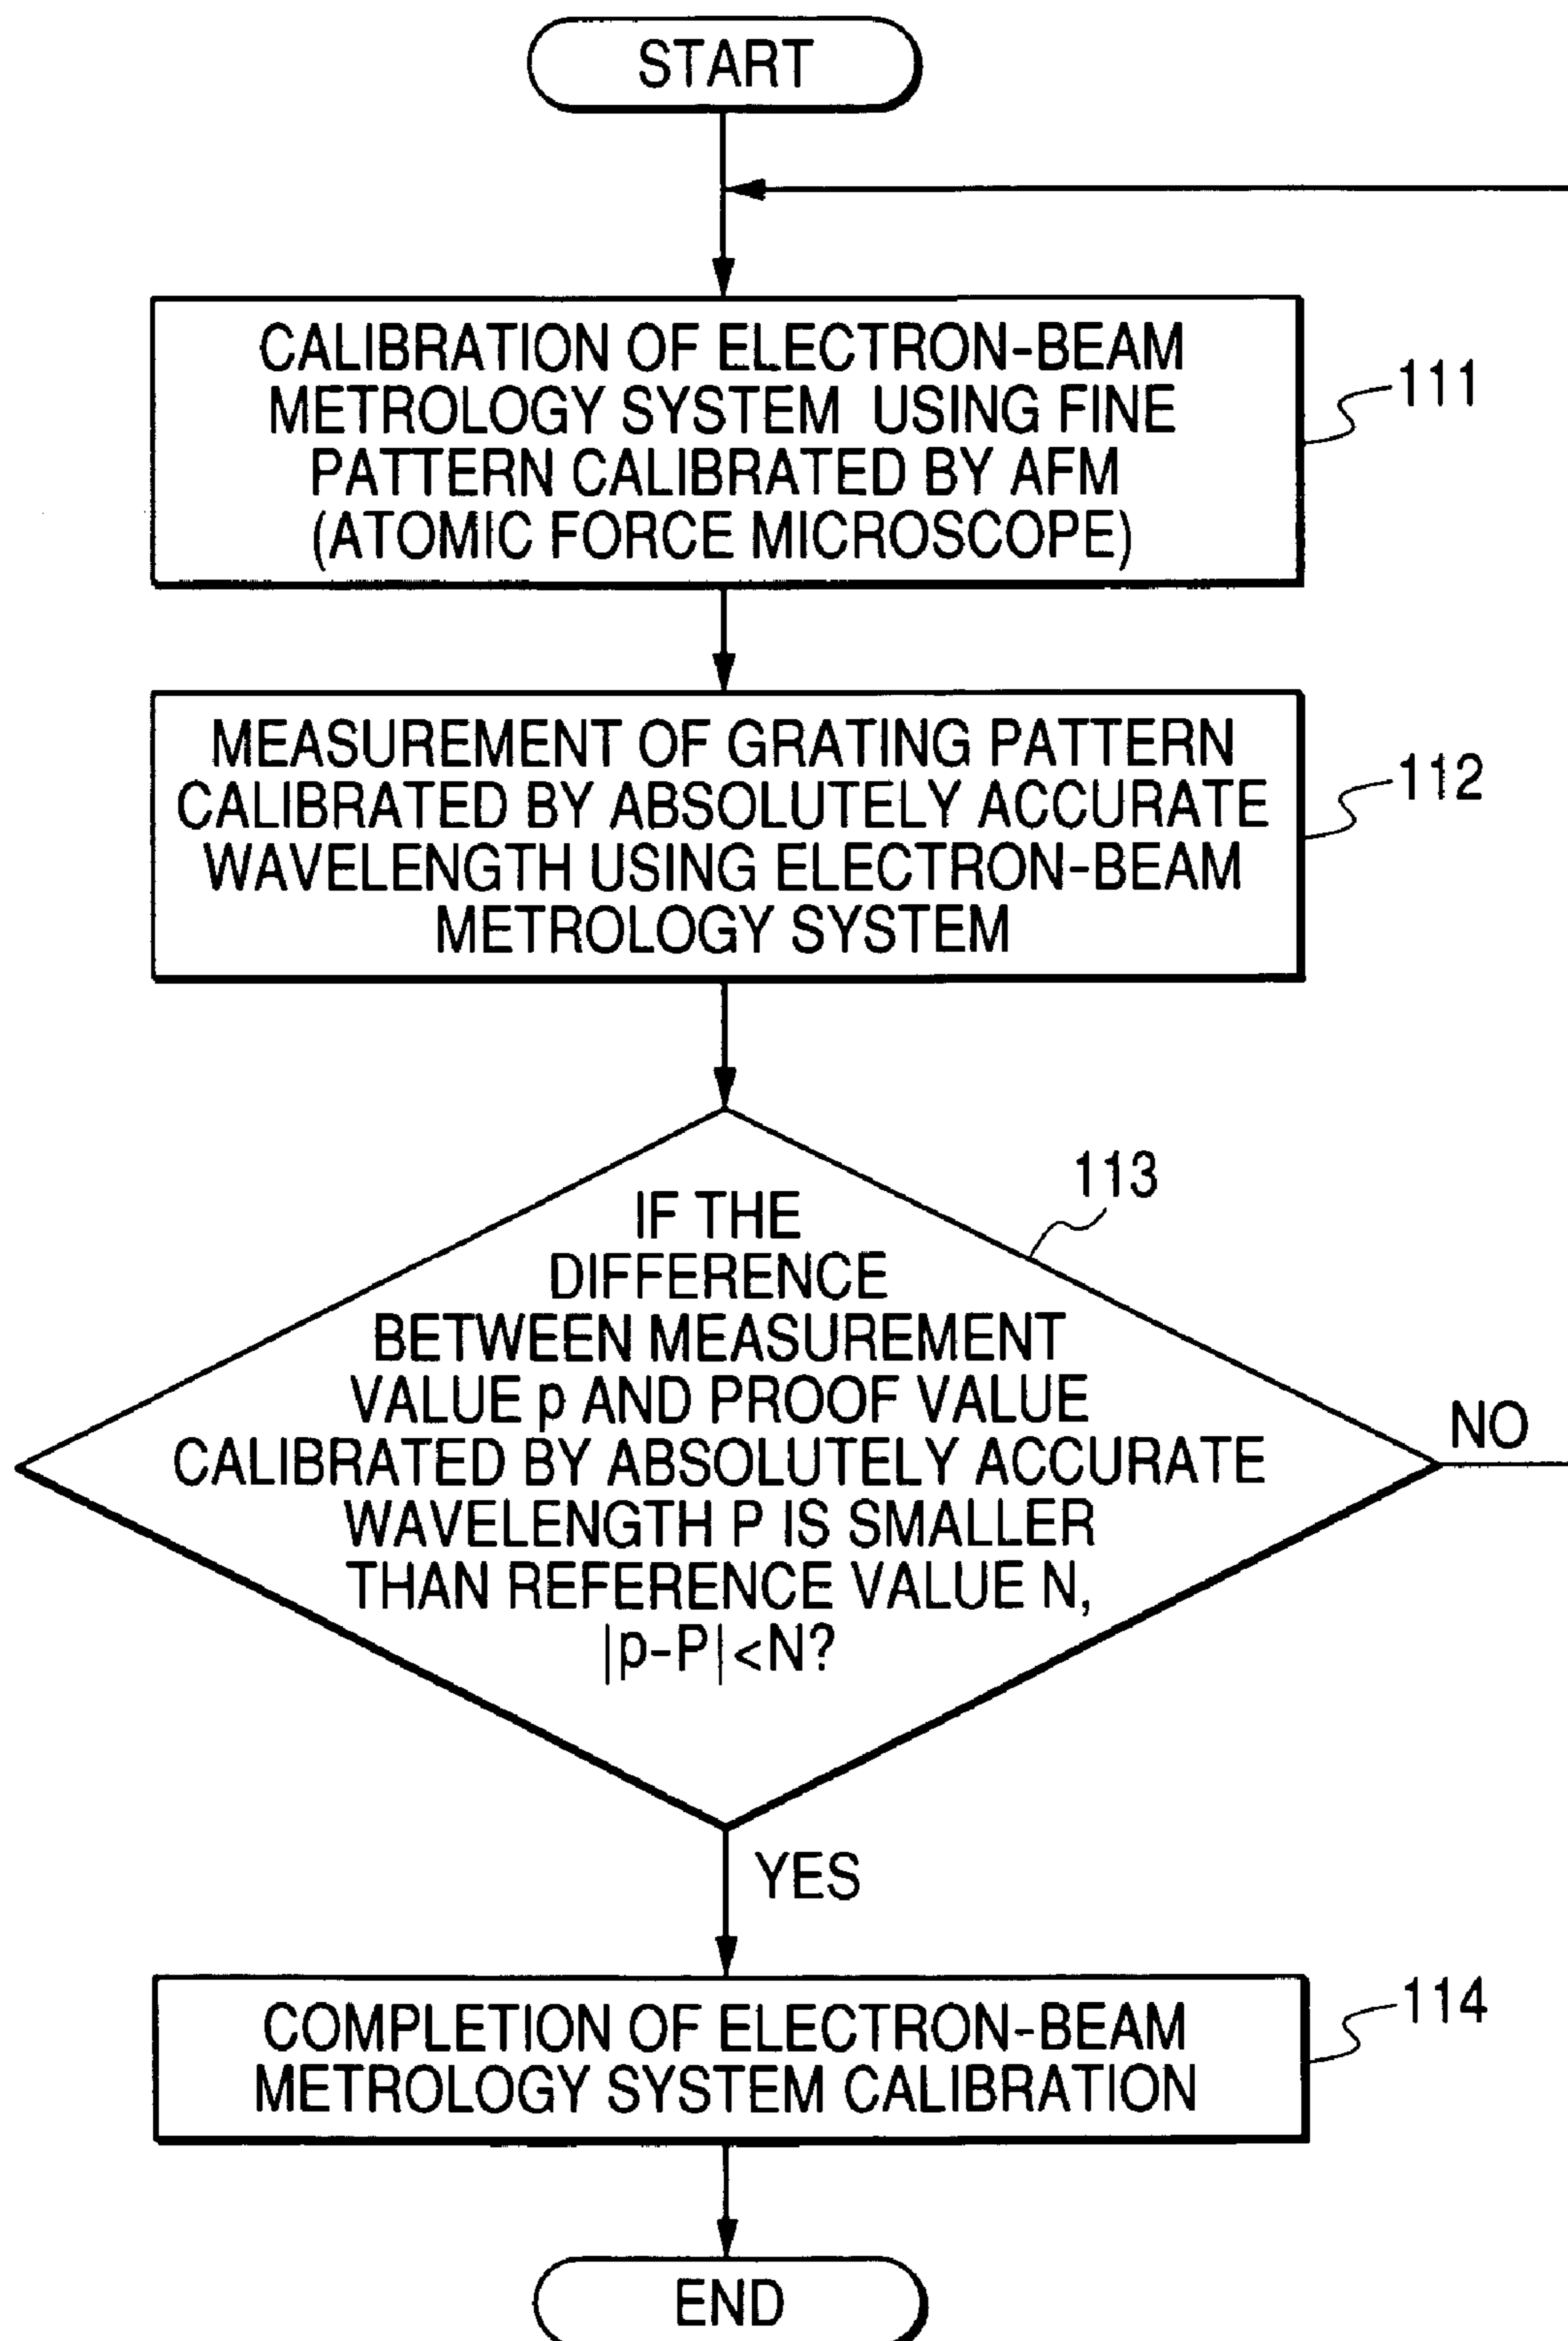 START
CALIBRATION OF ELECTRON-BEAM
METROLOGY SYSTEM USING FINE
PATTERN CALIBRATED BY AFM
(ATOMIC FORCE MICROSCOPE)
111
MEASUREMENT OF GRATING PATTERN
CALIBRATED BY ABSOLUTELY ACCURATE
WAVELENGTH USING ELECTRON-BEAM
METROLOGY SYSTEM
112
113
IF THE
DIFFERENCE
BETWEEN MEASUREMENT
VALUE p AND PROOF VALUE
CALIBRATED BY ABSOLUTELY ACCURATE
WAVELENGTH P IS SMALLER
THAN REFERENCE VALUE N,
|p-P|<N?
NO
YES
COMPLETION OF ELECTRON-BEAM
METROLOGY SYSTEM CALIBRATION
114
END